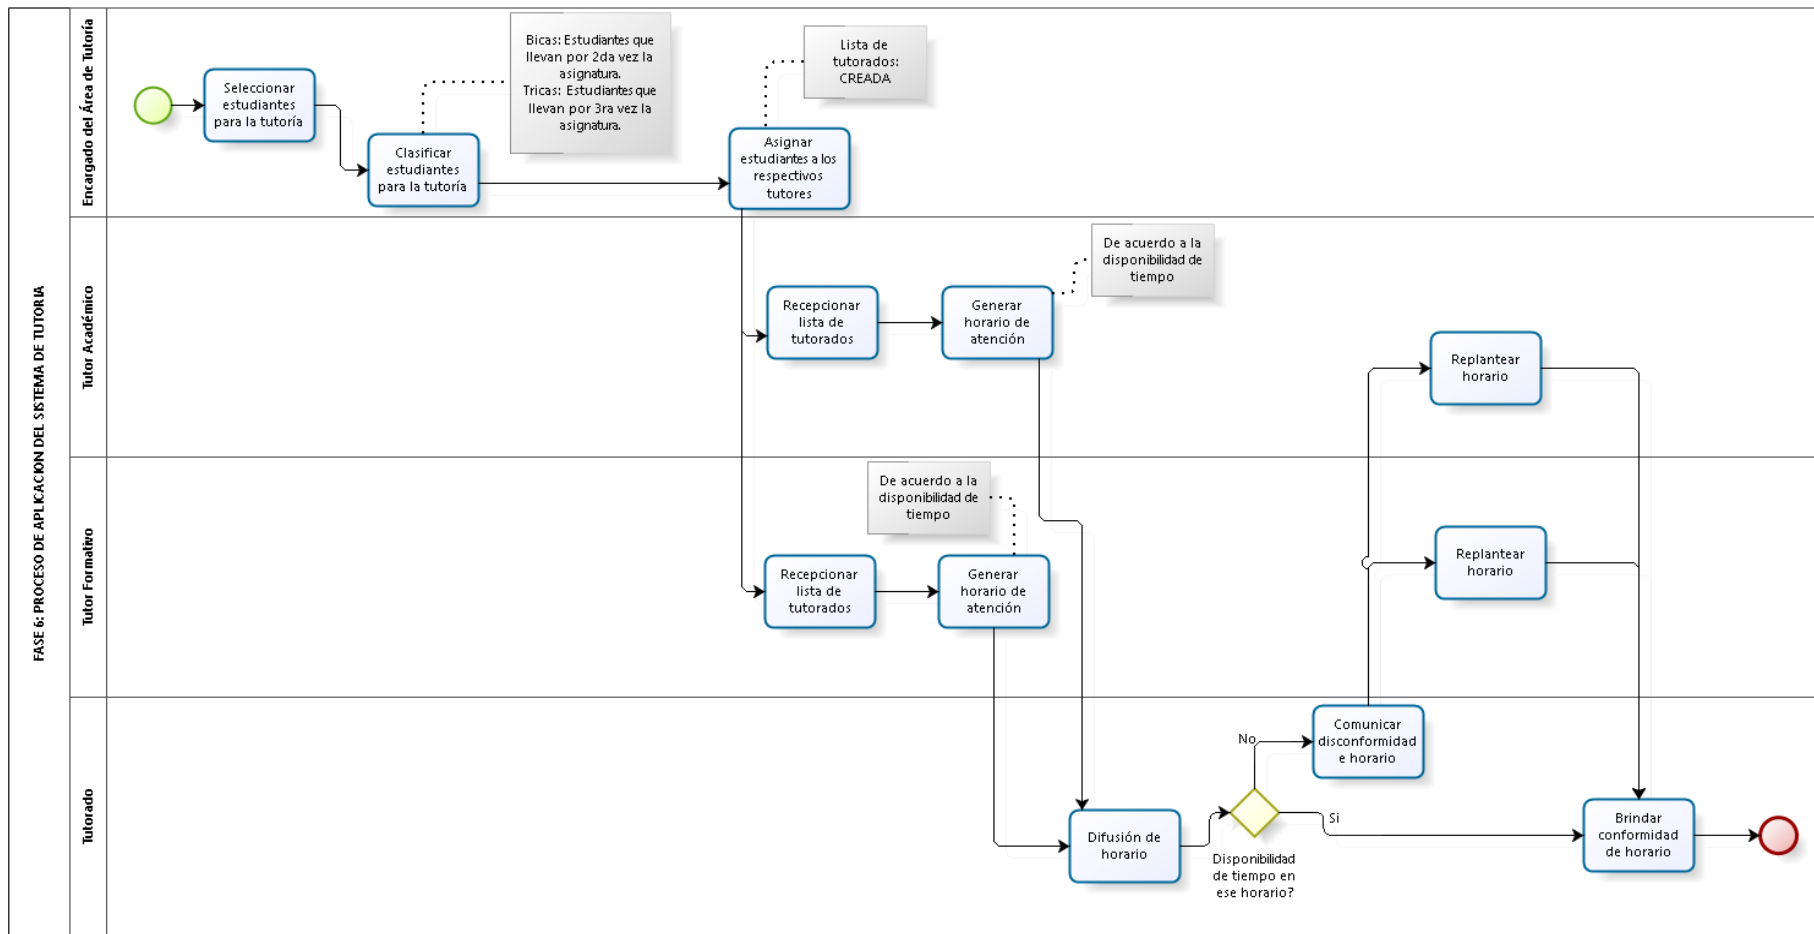 FASE 6: PROCESO DE APLICACION DEL SISTEMA DE TUTORIA
Encargado del Área de Tutoría
Seleccionar
estudiantes
para la tutoría
Clasificar
estudiantes
para la tutoría
Bicas: Estudiantes que
llevan por 2da vez la
asignatura.
Tricas: Estudiantes que
llevan por 3ra vez la
asignatura.
Asignar
estudiantes a los
respectivos
tutores
Lista de
tutorados:
CREADA
Tutor Académico
Recepcionar
lista de
tutorados
Generar
horario de
atención
De acuerdo a la
disponibilidad de
tiempo
Replantear
horario
Tutor Formativo
Recepcionar
lista de
tutorados
De acuerdo a la
disponibilidad de
tiempo
Generar
horario de
atención
Replantear
horario
Tutorado
Difusión de
horario
Disponibilidad
de tiempo en
ese horario?
No
Comunicar
disconformidad
e horario
Si
Brindar
conformidad
de horario